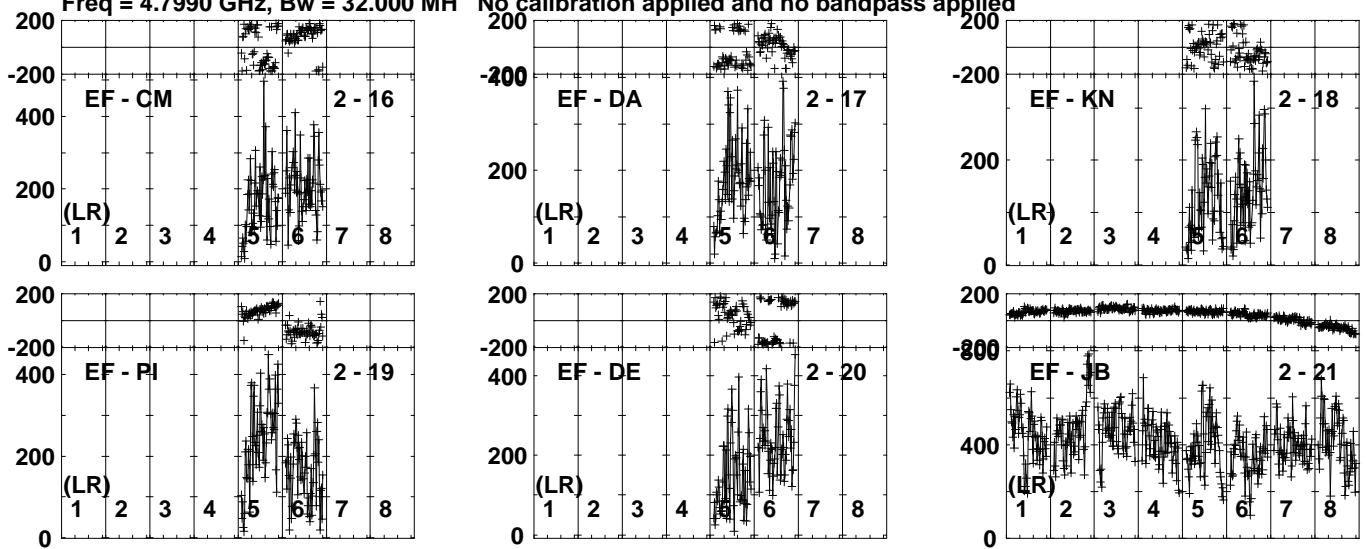 Freq = 4.7990 GHz, Bw = 32.000 MH No calibration applied and no bandpass applied
200 200 200
-200 -200 -200
400
EF - CM 2 - 16 EF - DA 2 - 17 EF - KN 2 - 18
400
200 200 200
(LR) (LR) (LR)
1 2 3 4 5 6 7 8 1 2 3 4 5 6 7 8 1 2 3 4 5 6 7 8
0 0 0
200 200 200
-200 -200 -200
800
EF - PI 2 - 19 EF - DE 2 - 20 EF - JB 2 - 21
400 400
400
200 200
(LR) (LR) (LR)
1 2 3 4 5 6 7 8 1 2 3 4 5 6 7 8 1 2 3 4 5 6 7 8
0 0 0